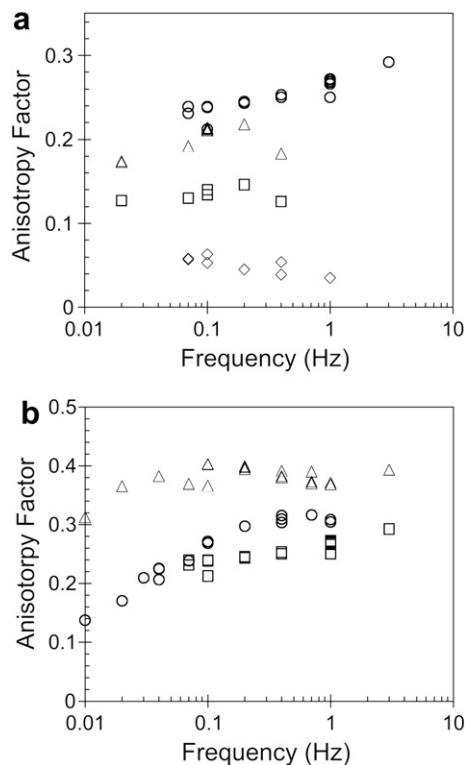 a
0.3
0.2
0.1
0
Anisotropy Factor
0.01 0.1 1 10
Frequency (Hz)
b
0.5
0.4
0.3
0.2
0.1
0
Anisotorpy Factor
0.01 0.1 1 10
Frequency (Hz)